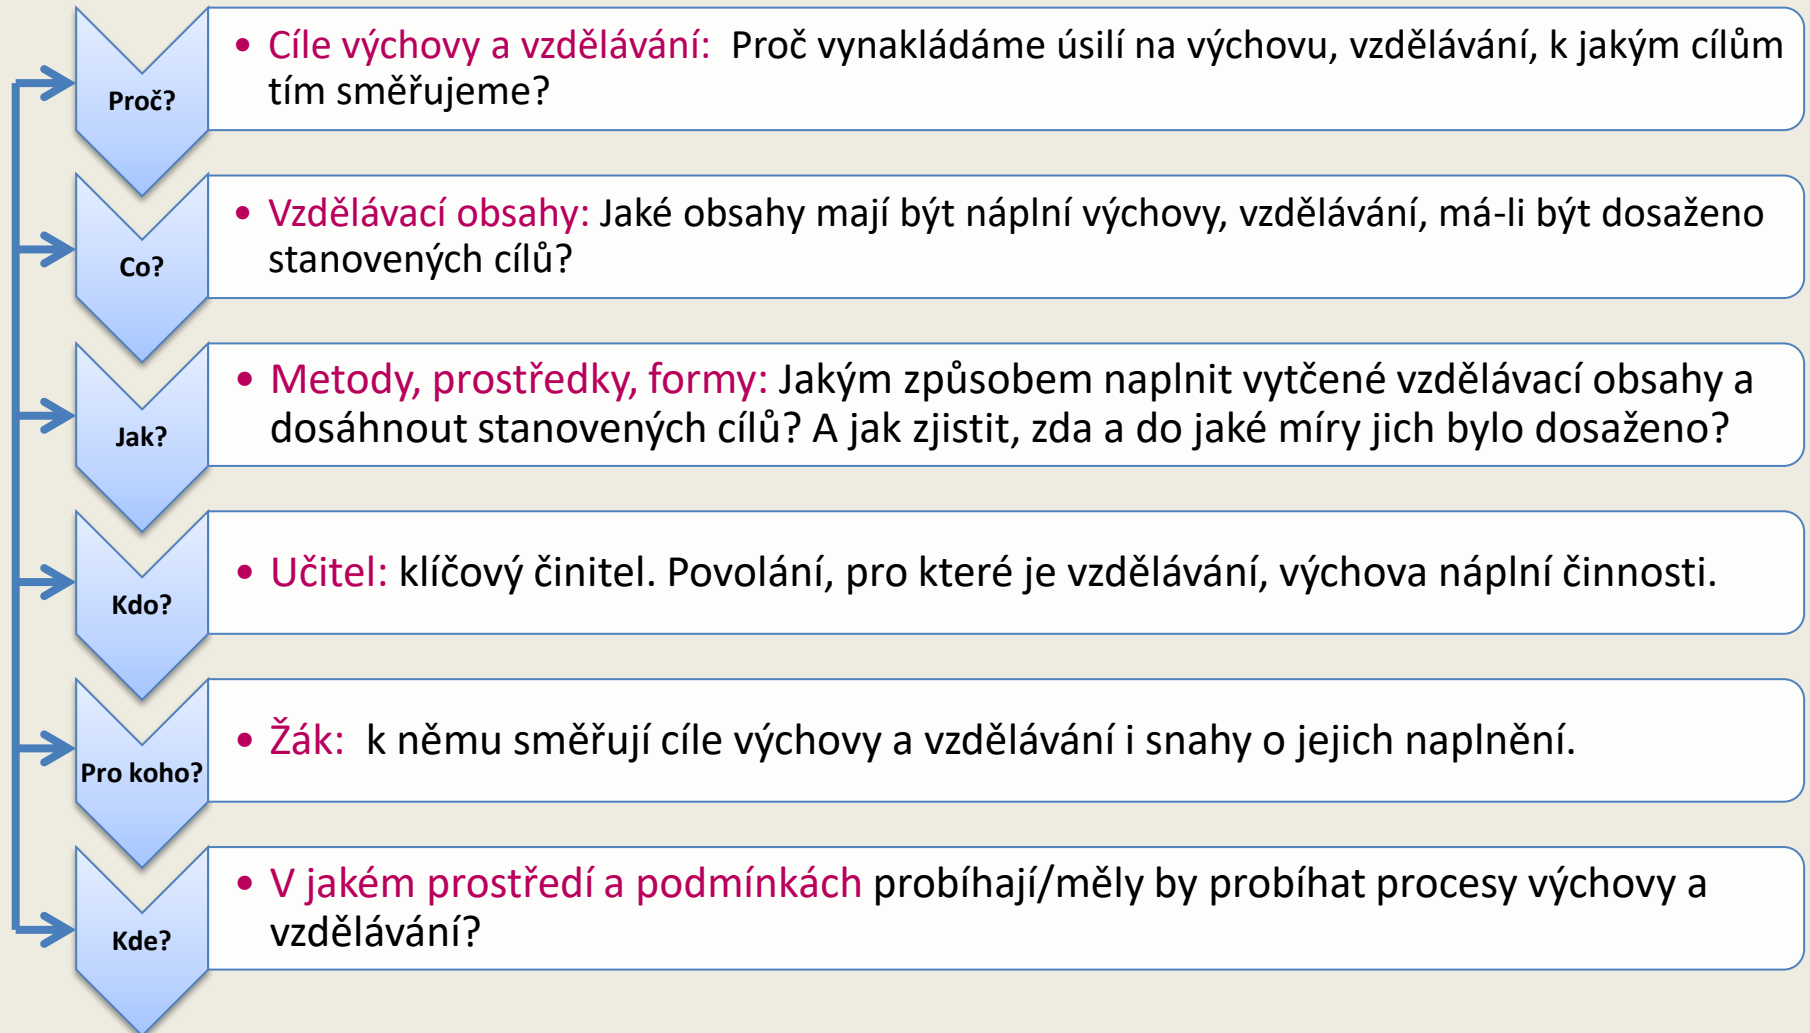 Proč?
• Cíle výchovy a vzdělávání: Proč vynakládáme úsilí na výchovu, vzdělávání, k jakým cílům
tím směřujeme?
Co?
• Vzdělávací obsahy: Jaké obsahy mají být náplní výchovy, vzdělávání, má-li být dosaženo
stanovených cílů?
Jak?
• Metody, prostředky, formy: Jakým způsobem naplnit vytčené vzdělávací obsahy a
dosáhnout stanovených cílů? A jak zjistit, zda a do jaké míry jich bylo dosaženo?
Kdo?
• Učitel: klíčový činitel. Povolání, pro které je vzdělávání, výchova náplní činnosti.
Pro koho?
• Žák: k němu směřují cíle výchovy a vzdělávání i snahy o jejich naplnění.
Kde?
• V jakém prostředí a podmínkách probíhají/měly by probíhat procesy výchovy a
vzdělávání?